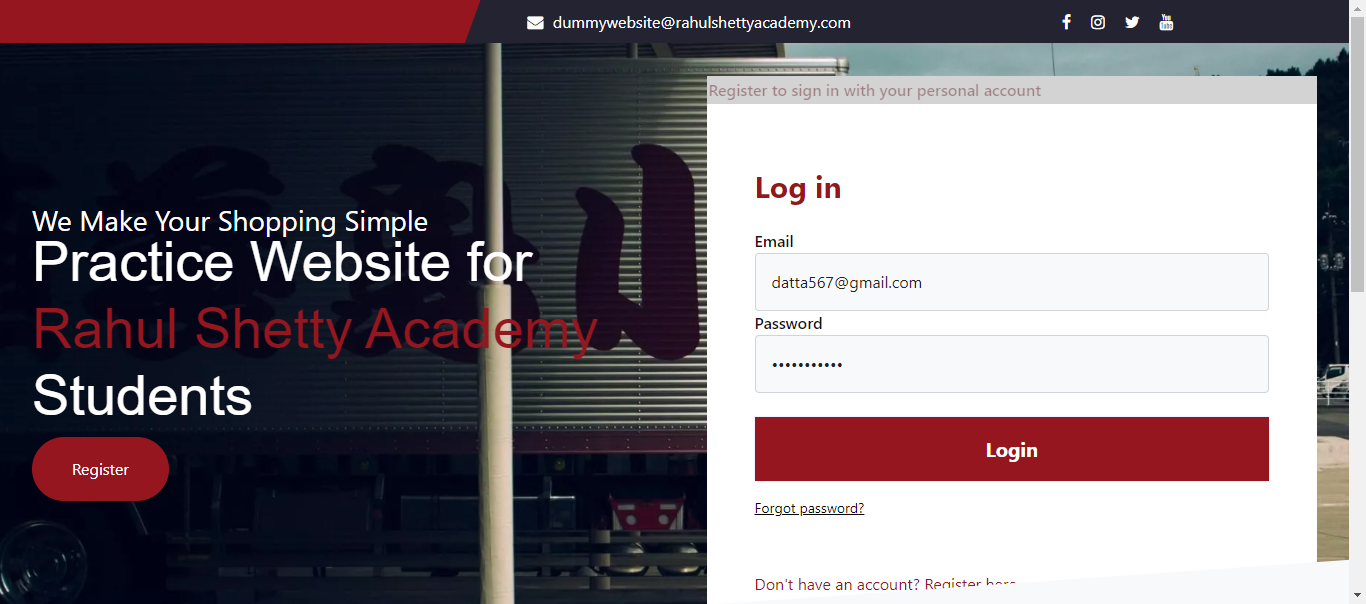 dummywebsite@rahulshettyacademy.com
We Make Your Shopping Simple
Practice Website for
Rahul Shetty Academy
Students
Register
Register to sign in with your personal account
Log in
Email
datta567@gmail.com
Password
•••••••••••
Login
Forgot password?
Don't have an account? Register here